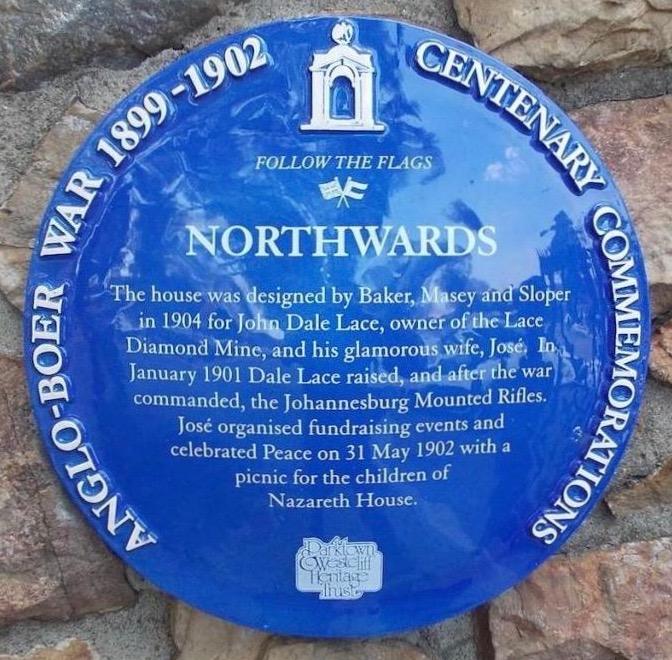 ANGLO-BOER WAR 1899-1902
CENTENARY COMMEMORATIONS
FOLLOW THE FLAGS
NORTHWARDS
The house was designed by Baker, Masey and Sloper
in 1904 for John Dale Lace, owner of the Lace
Diamond Mine, and his glamorous wife, José. In
January 1901 Dale Lace raised, and after the war
commanded, the Johannesburg Mounted Rifles.
José organised fundraising events and
celebrated Peace on 31 May 1902 with a
picnic for the children of
Nazareth House.
Parktown
& Westcliff
Heritage
Trust